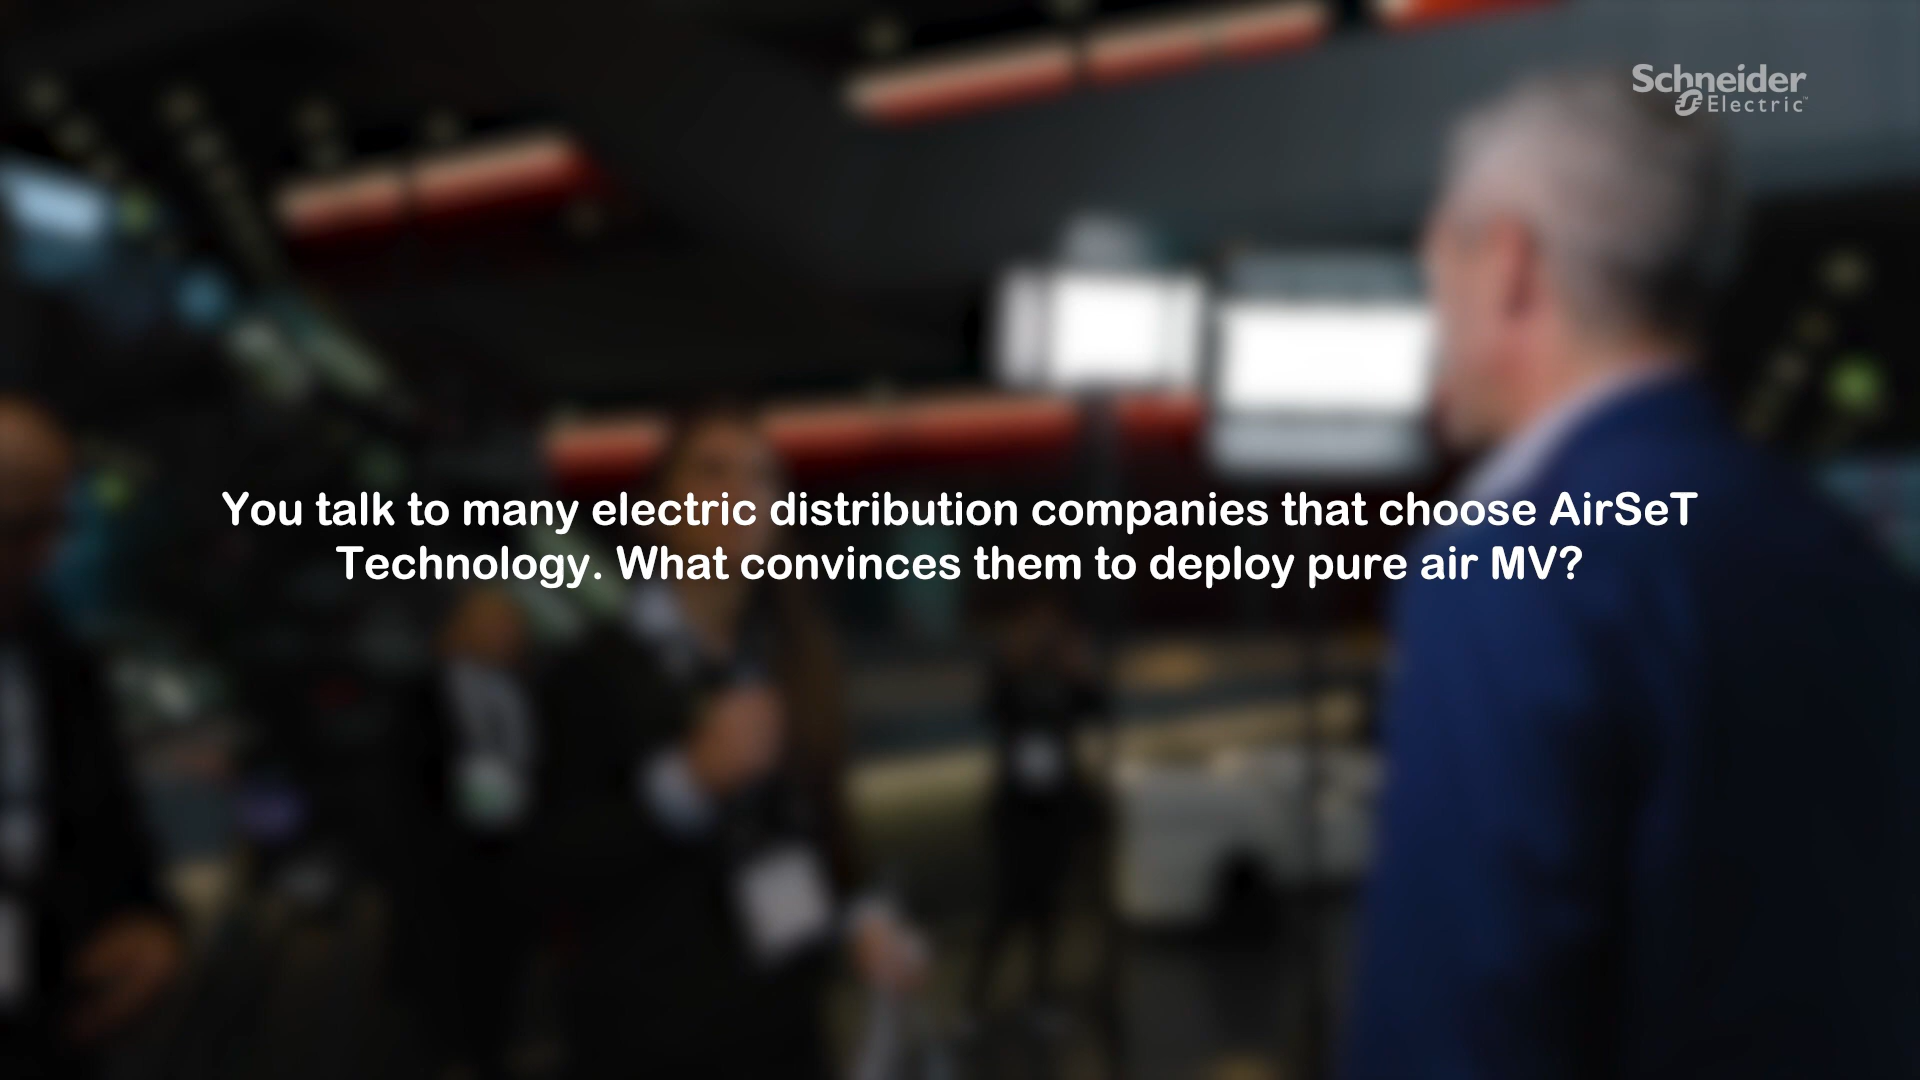 Schneider
Electric
You talk to many electric distribution companies that choose AirSeT
Technology. What convinces them to deploy pure air MV?